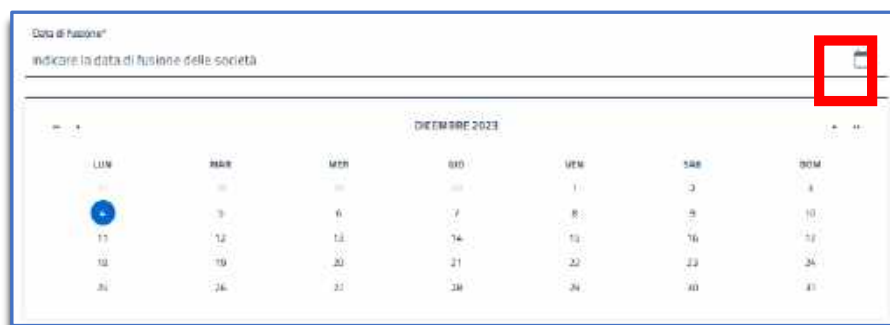 Data di fusione*
Indicare la data di fusione delle società
DICEMBRE 2023
LUN MAR MER GIO VEN SAB DOM
1 2 3
4 5 6 7 8 9 10
11 12 13 14 15 16 17
18 19 20 21 22 23 24
25 26 27 28 29 30 31